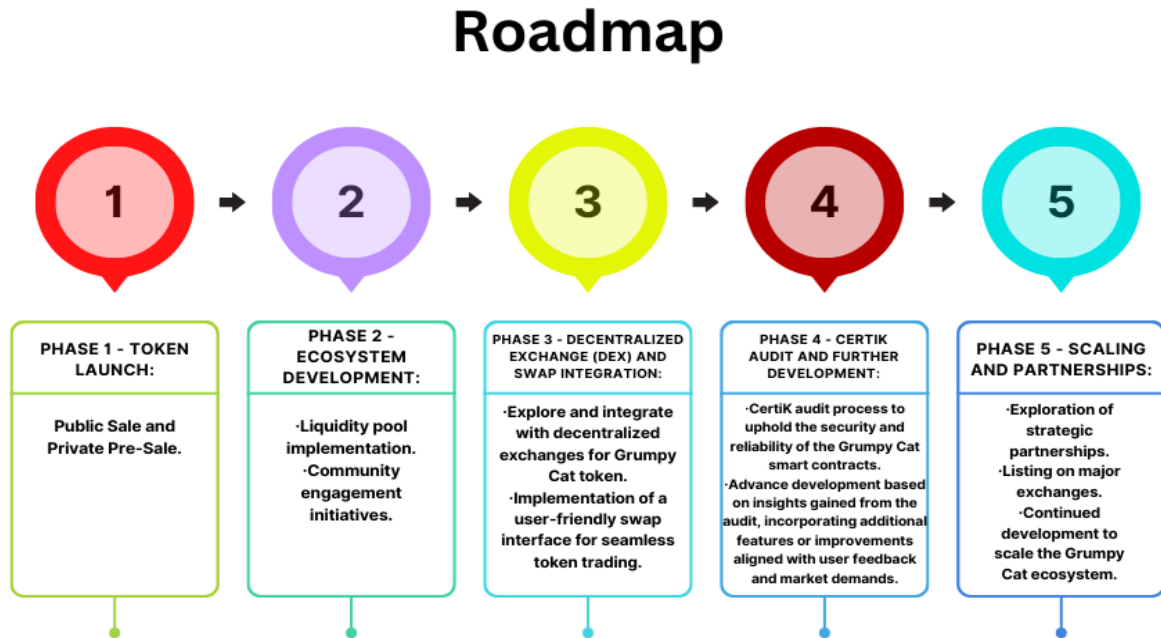 Roadmap
1
2
3
4
5
PHASE 1 - TOKEN
LAUNCH:
Public Sale and
Private Pre-Sale.
PHASE 2 -
ECOSYSTEM
DEVELOPMENT:
·Liquidity pool
implementation.
·Community
engagement
initiatives.
PHASE 3 - DECENTRALIZED
EXCHANGE (DEX) AND
SWAP INTEGRATION:
·Explore and integrate
with decentralized
exchanges for Grumpy
Cat token.
·Implementation of a
user-friendly swap
interface for seamless
token trading.
PHASE 4 - CERTIK
AUDIT AND FURTHER
DEVELOPMENT:
·CertiK audit process to
uphold the security and
reliability of the Grumpy Cat
smart contracts.
·Advance development based
on insights gained from the
audit, incorporating additional
features or improvements
aligned with user feedback
and market demands.
PHASE 5 - SCALING
AND PARTNERSHIPS:
·Exploration of
strategic
partnerships.
·Listing on major
exchanges.
·Continued
development to
scale the Grumpy
Cat ecosystem.